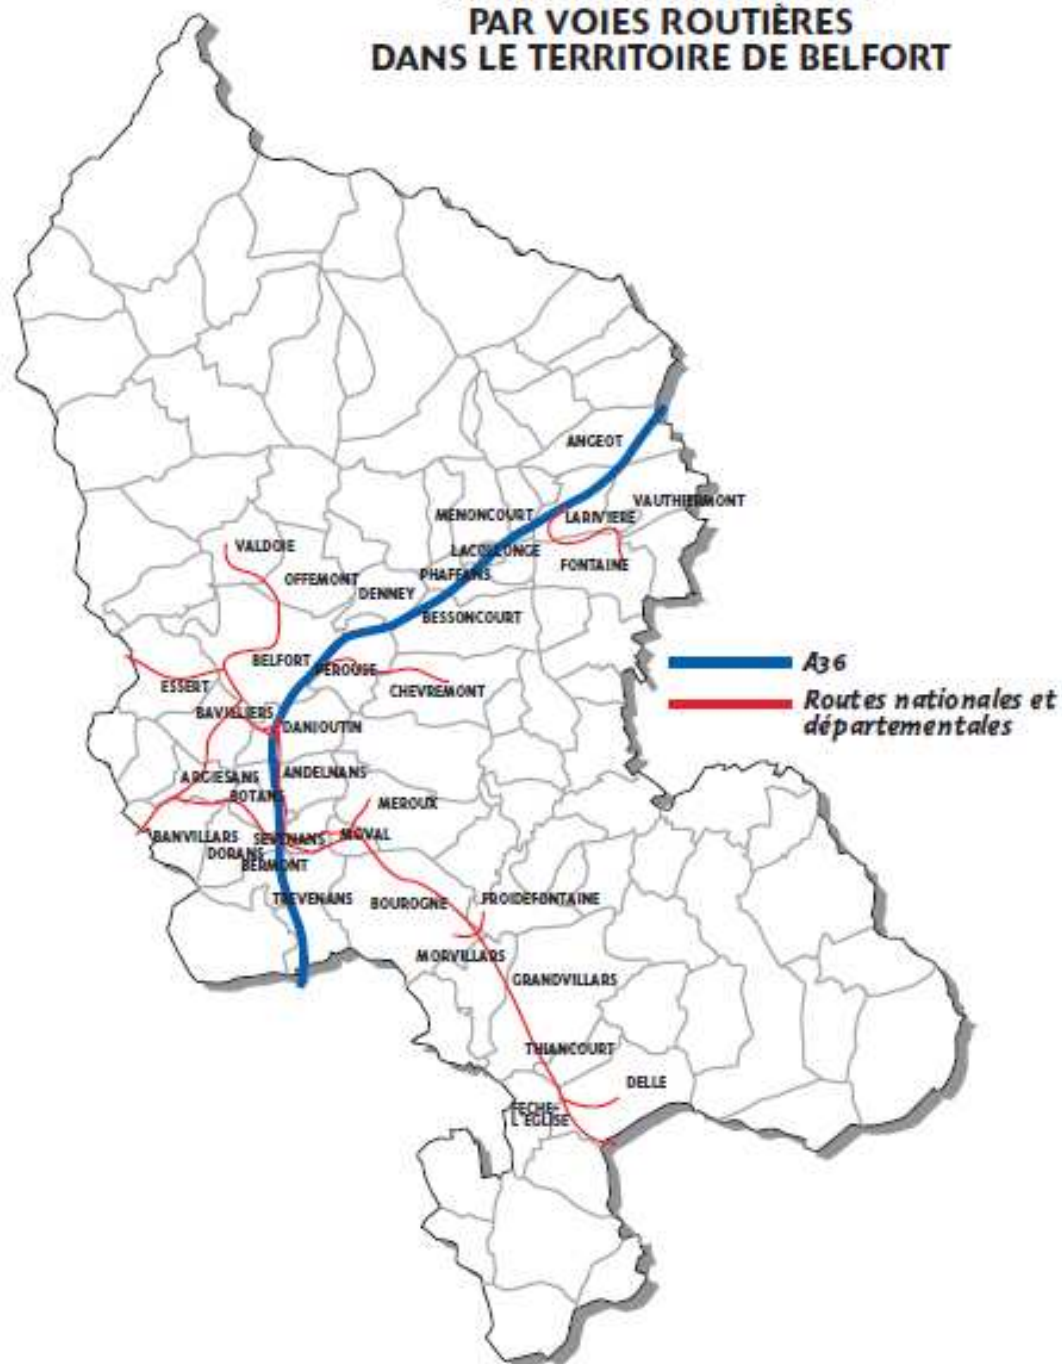 PAR VOIES ROUTIÈRES
DANS LE TERRITOIRE DE BELFORT
ANGEOT
VAUTHIERMONT
MENONCOURT
LARIVIERE
LACOLLONGE
FONTAINE
VALDOIE
OFFEMONT
PHAFFANS
DENNEY
BESSONCOURT
BELFORT
PEROUSE
ESSERT
CHEVREMONT
BAVILLIERS
DANJOUTIN
A36
Routes nationales et
départementales
ARGIESANS
ANDELNANS
BOTANS
MEROUX
BANVILLARS
SEVENANS
MOVAL
DORANS
BERMONT
TREVENANS
BOUROGNE
FROIDEFONTAINE
MORVILLARS
GRANDVILLARS
THIANCOURT
DELLE
FECHE-
L'EGLISE